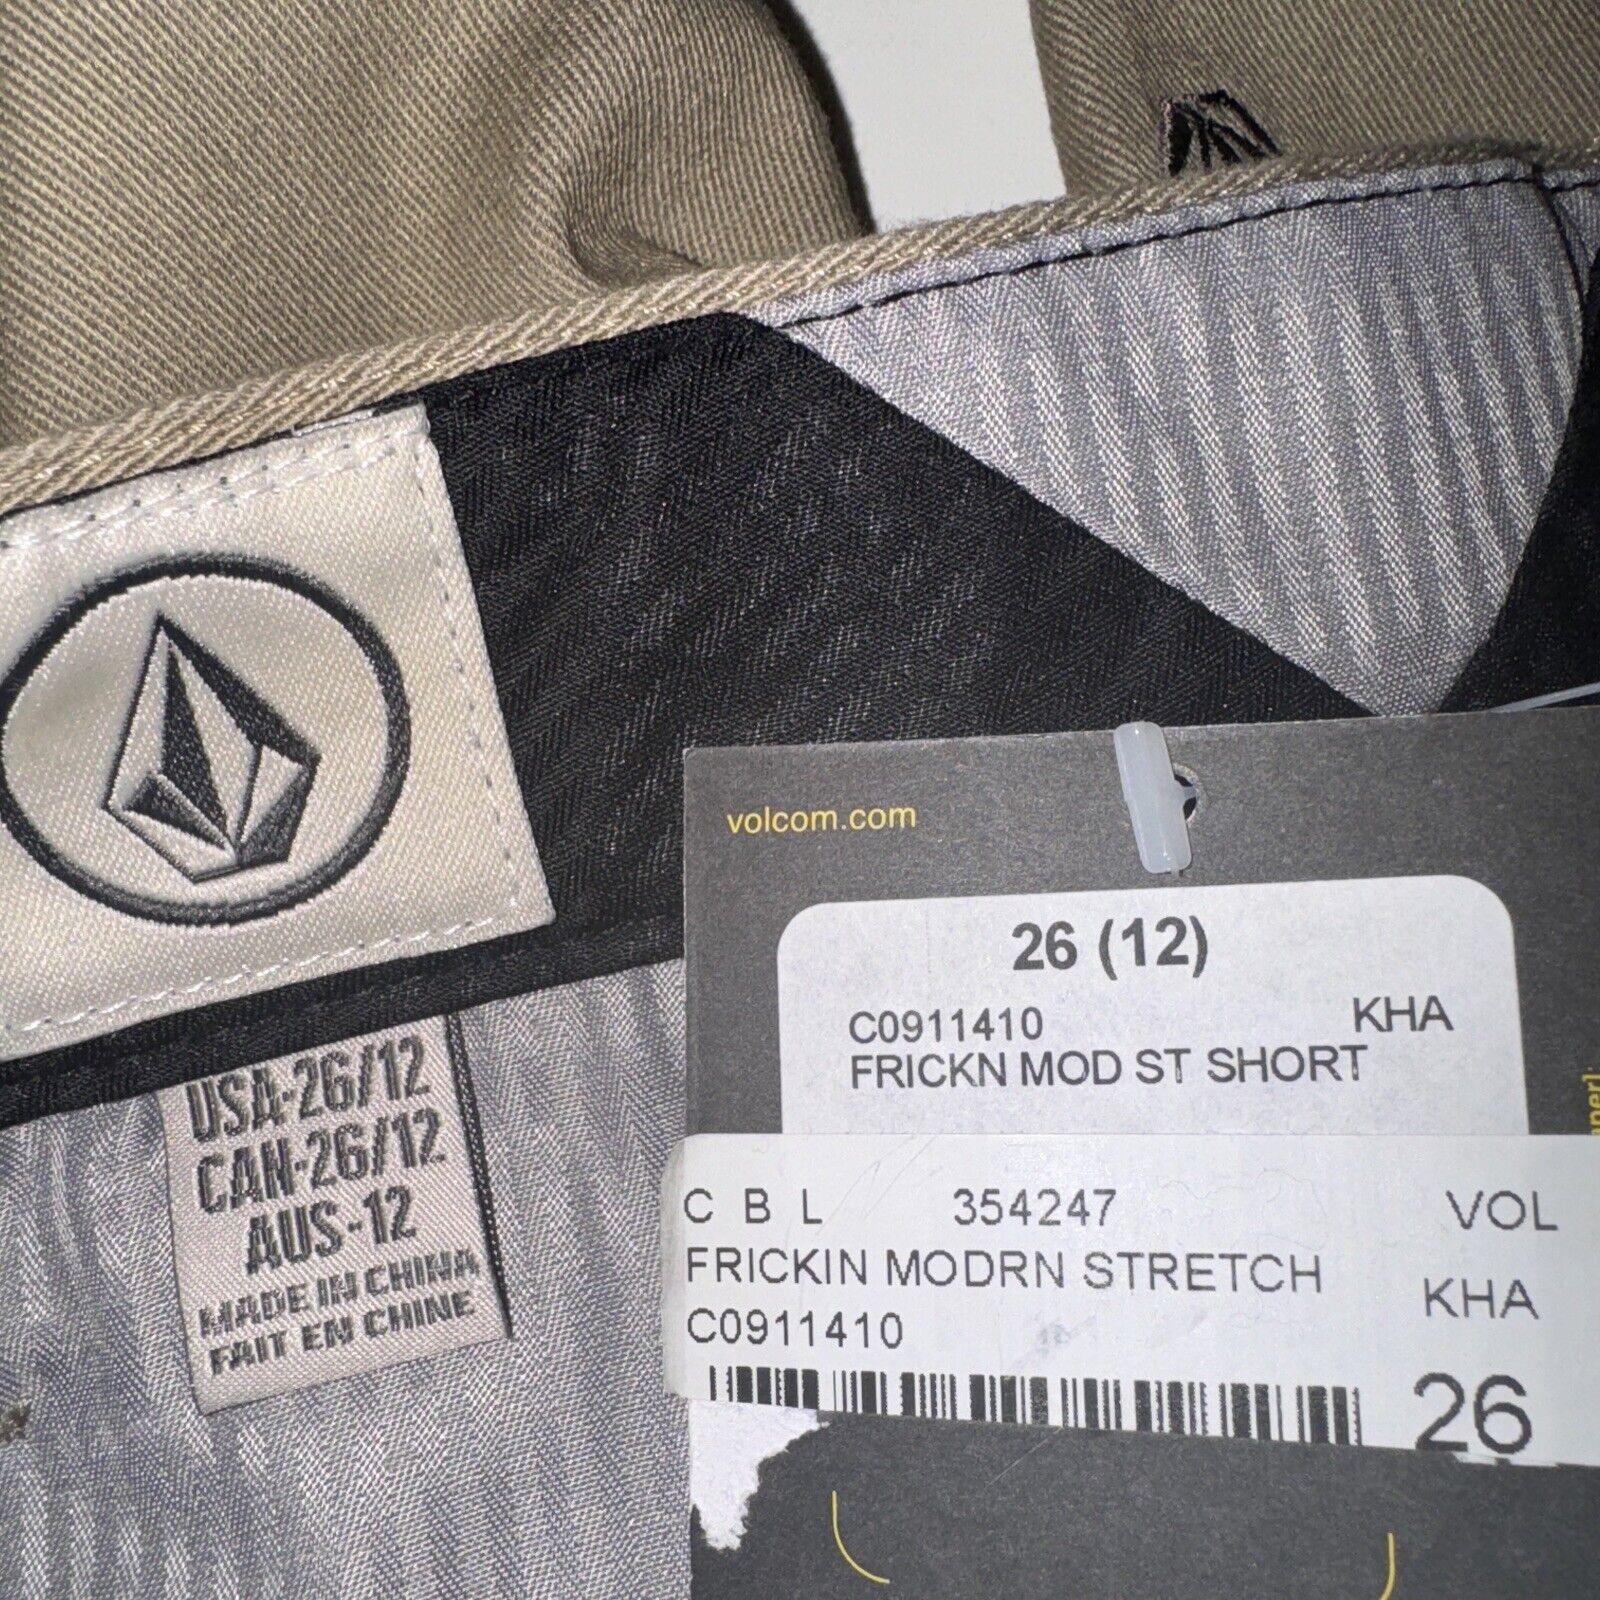 volcom.com
26 (12)
C0911410 KHA
FRICKN MOD ST SHORT
C B L 354247 VOL
FRICKIN MODRN STRETCH
C0911410 KHA
26
USA-26/12
CAN-26/12
AUS-12
MADE IN CHINA
FAIT EN CHINE